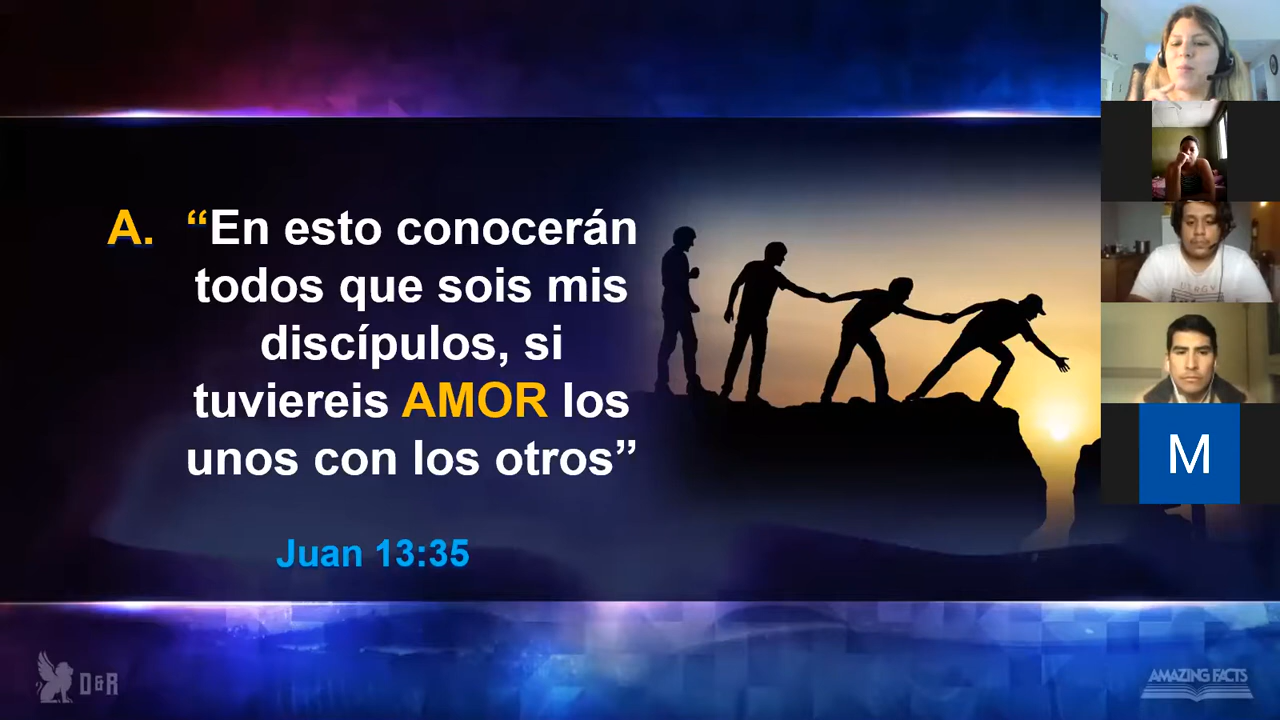 A. “En esto conocerán
todos que sois mis
discípulos, si
tuviereis AMOR los
unos con los otros”
Juan 13:35
M
D&R
AMAZING FACTS